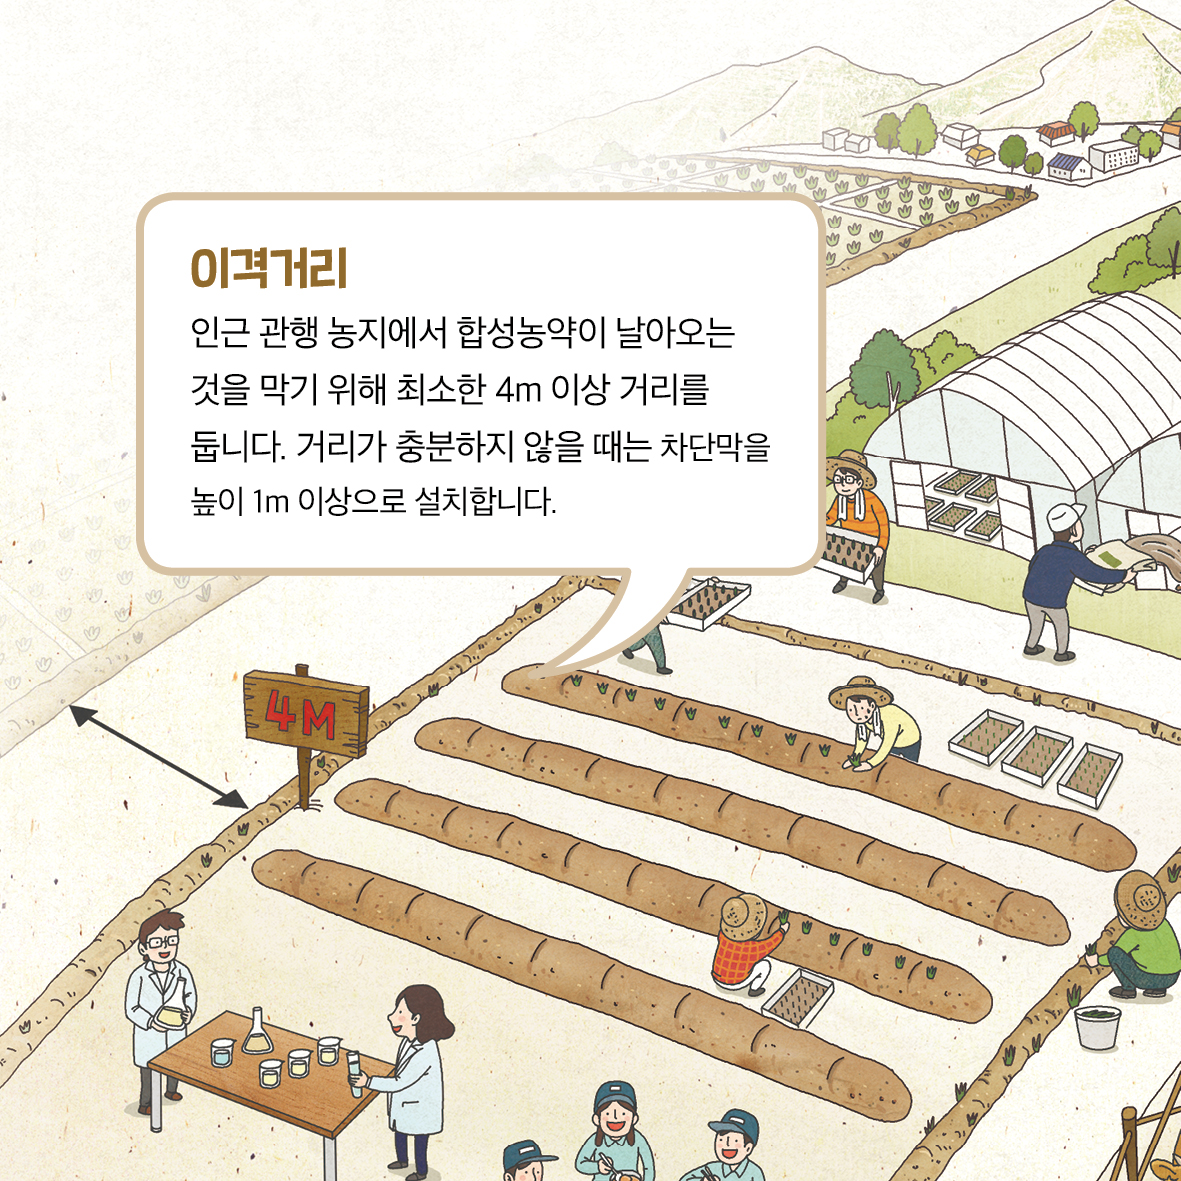 이격거리
인근 관행 농지에서 합성농약이 날아오는
것을 막기 위해 최소한 4m 이상 거리를
둡니다. 거리가 충분하지 않을 때는 차단막을
높이 1m 이상으로 설치합니다.
4M